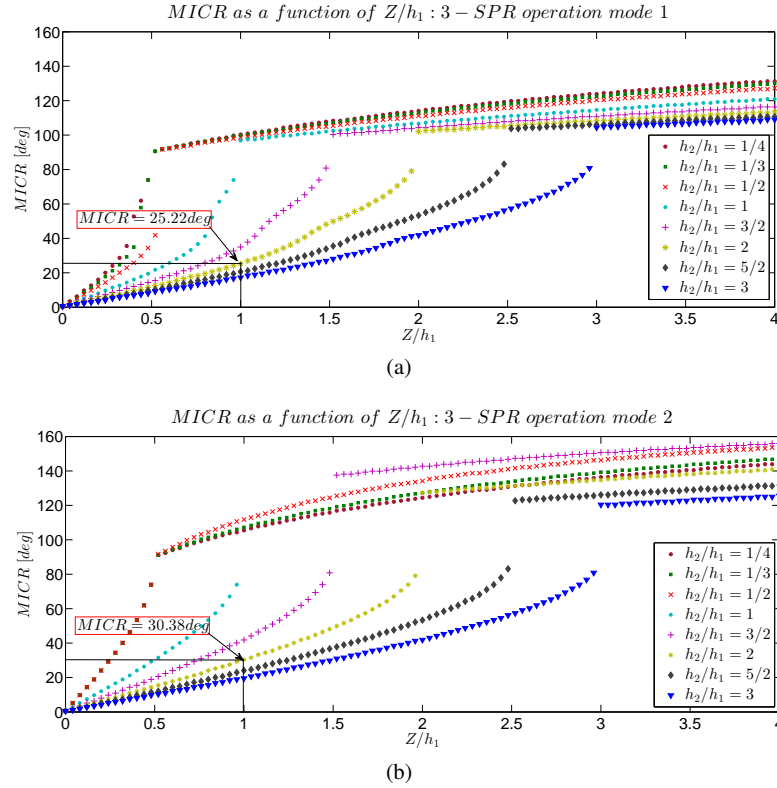 MICR as a function of Z/h₁ : 3 − SPR operation mode 1
MICR [deg]
160
140
120
100
80
60
40
20
0
MICR = 25.22deg
h₂/h₁ = 1/4
h₂/h₁ = 1/3
h₂/h₁ = 1/2
h₂/h₁ = 1
h₂/h₁ = 3/2
h₂/h₁ = 2
h₂/h₁ = 5/2
h₂/h₁ = 3
0 0.5 1 1.5 2 2.5 3 3.5 4
Z/h₁
(a)
MICR as a function of Z/h₁ : 3 − SPR operation mode 2
MICR [deg]
160
140
120
100
80
60
40
20
0
MICR = 30.38deg
h₂/h₁ = 1/4
h₂/h₁ = 1/3
h₂/h₁ = 1/2
h₂/h₁ = 1
h₂/h₁ = 3/2
h₂/h₁ = 2
h₂/h₁ = 5/2
h₂/h₁ = 3
0 0.5 1 1.5 2 2.5 3 3.5 4
Z/h₁
(b)